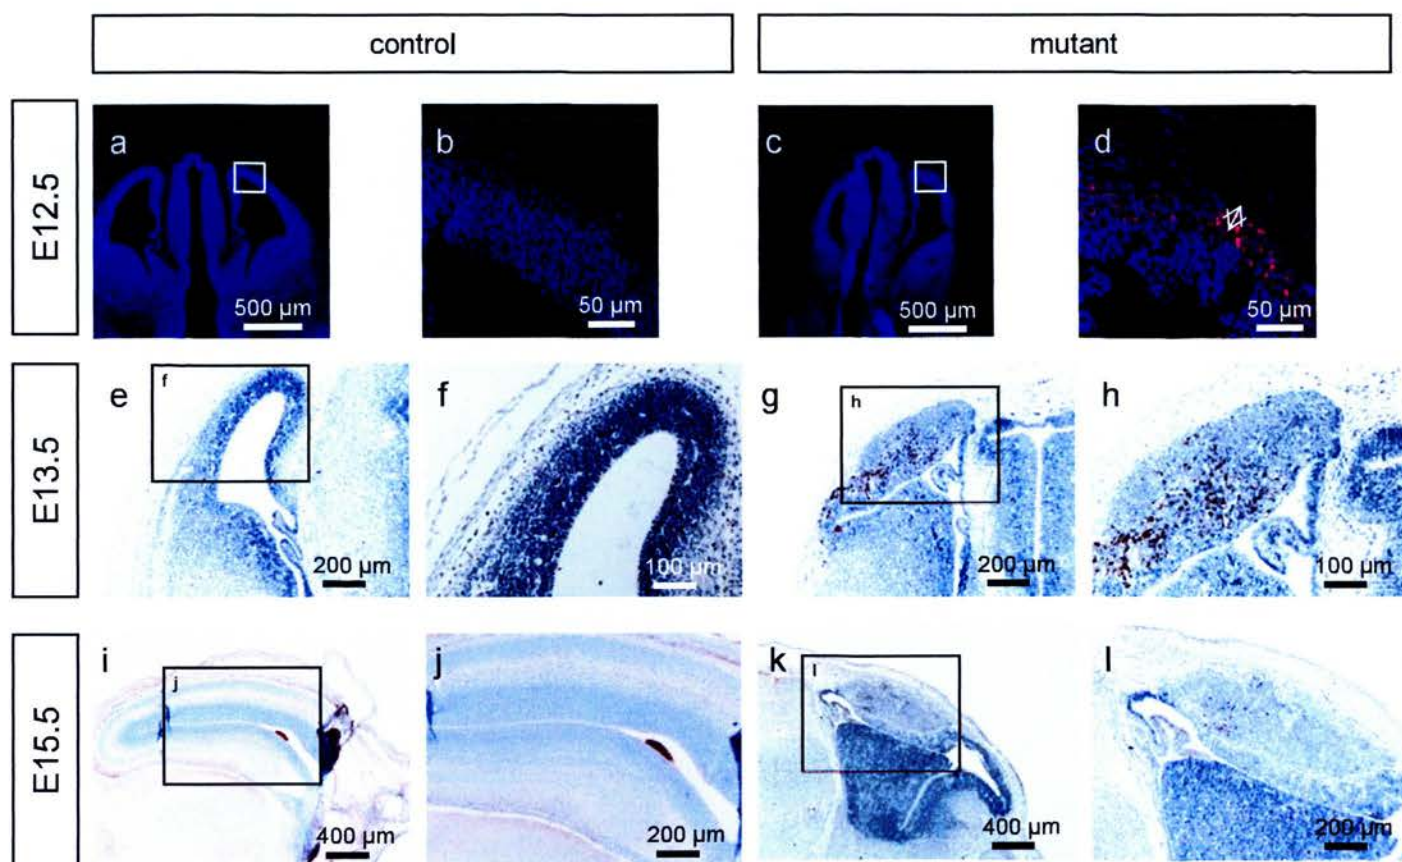 control
mutant
E12.5
a
500 µm
b
50 µm
c
500 µm
d
50 µm
E13.5
e
f
200 µm
f
100 µm
g
h
200 µm
h
100 µm
E15.5
i
j
400 µm
j
200 µm
k
l
400 µm
l
200 µm